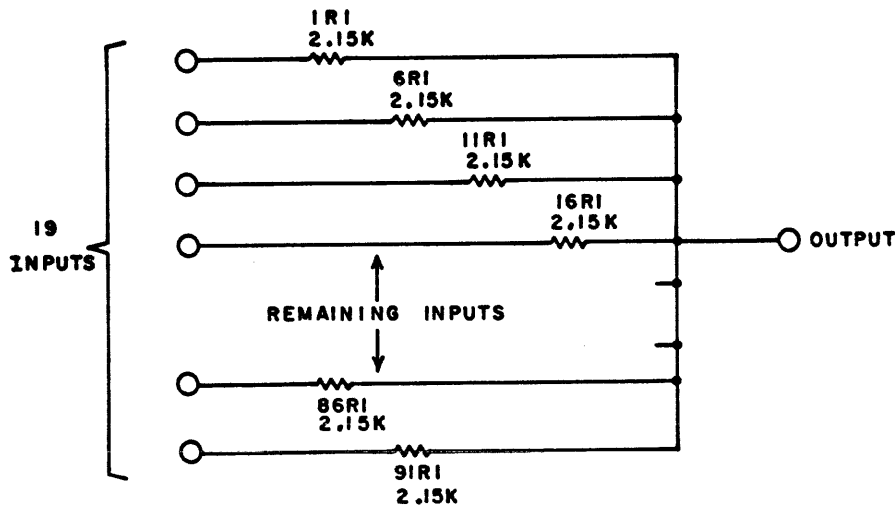 1R1
2.15K
6R1
2.15K
11R1
2.15K
16R1
2.15K
19
INPUTS
OUTPUT
REMAINING INPUTS
86R1
2.15K
91R1
2.15K